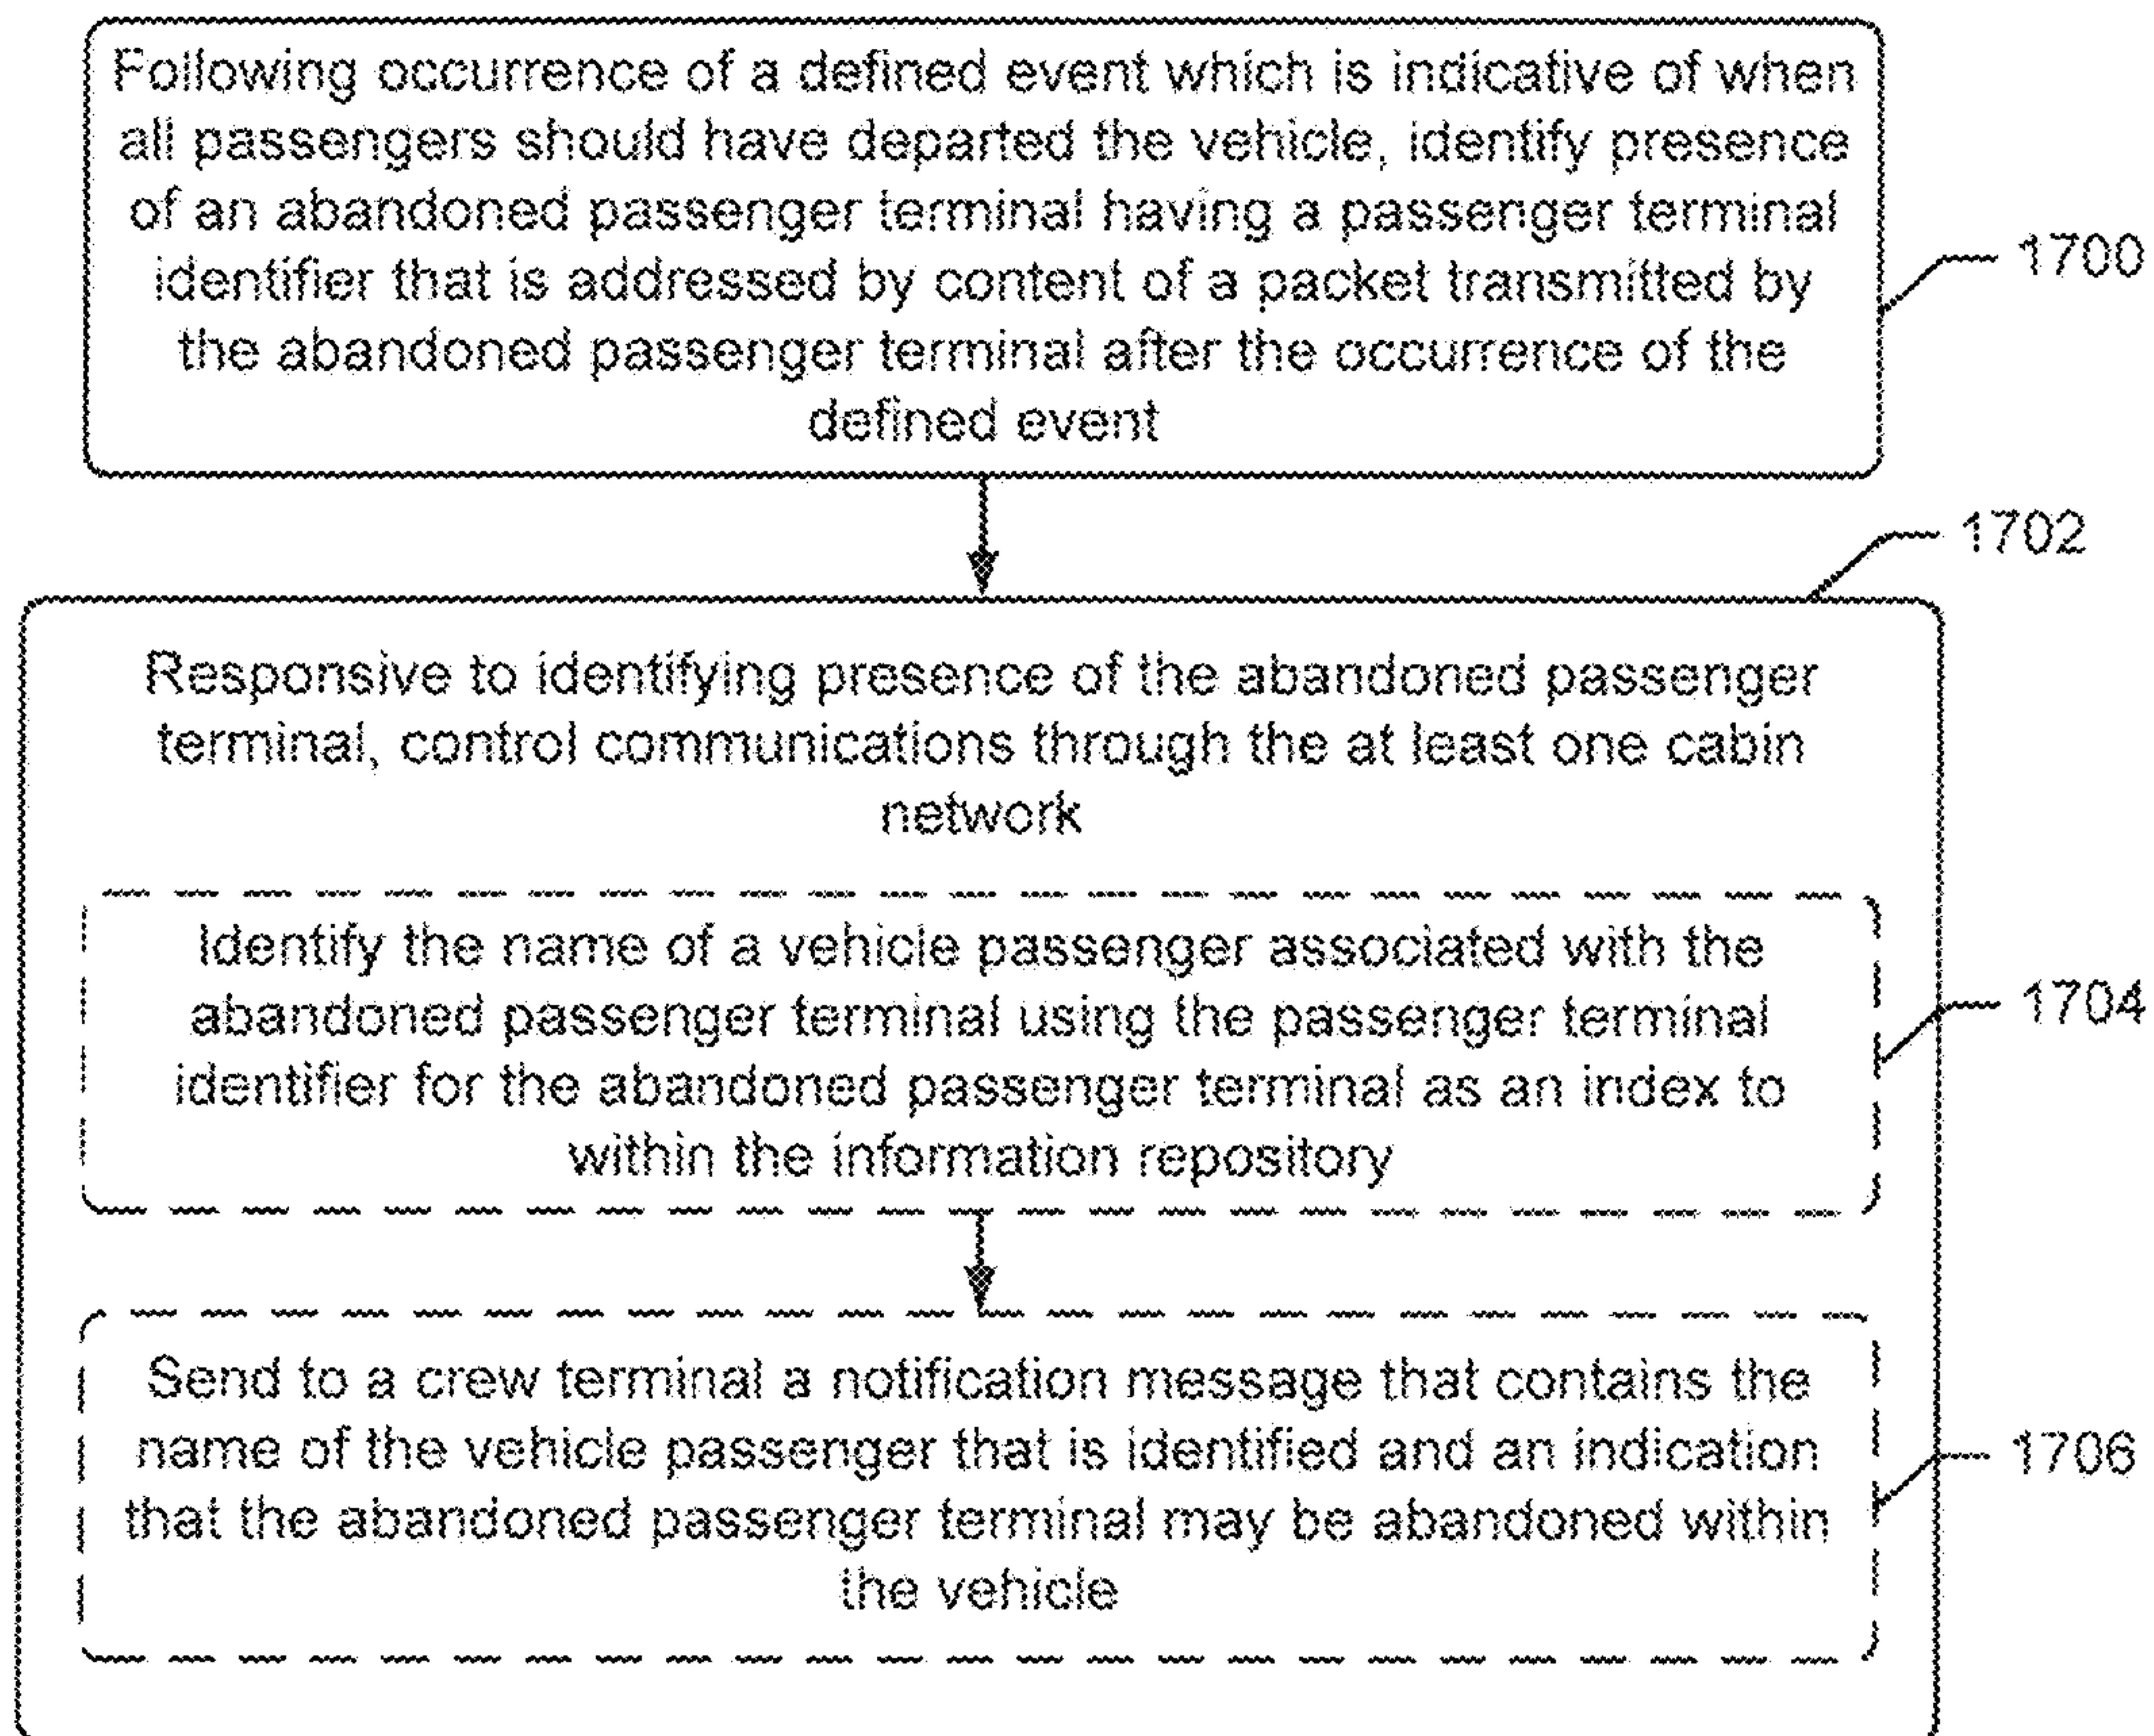 Following occurrence of a defined event which is indicative of when
all passengers should have departed the vehicle, identify presence
of an abandoned passenger terminal having a passenger terminal
identifier that is addressed by content of a packet transmitted by
the abandoned passenger terminal after the occurrence of the
defined event
1700
1702
Responsive to identifying presence of the abandoned passenger
terminal, control communications through the at least one cabin
network
Identify the name of a vehicle passenger associated with the
abandoned passenger terminal using the passenger terminal
identifier for the abandoned passenger terminal as an index to
within the information repository
1704
Send to a crew terminal a notification message that contains the
name of the vehicle passenger that is identified and an indication
that the abandoned passenger terminal may be abandoned within
the vehicle
1706